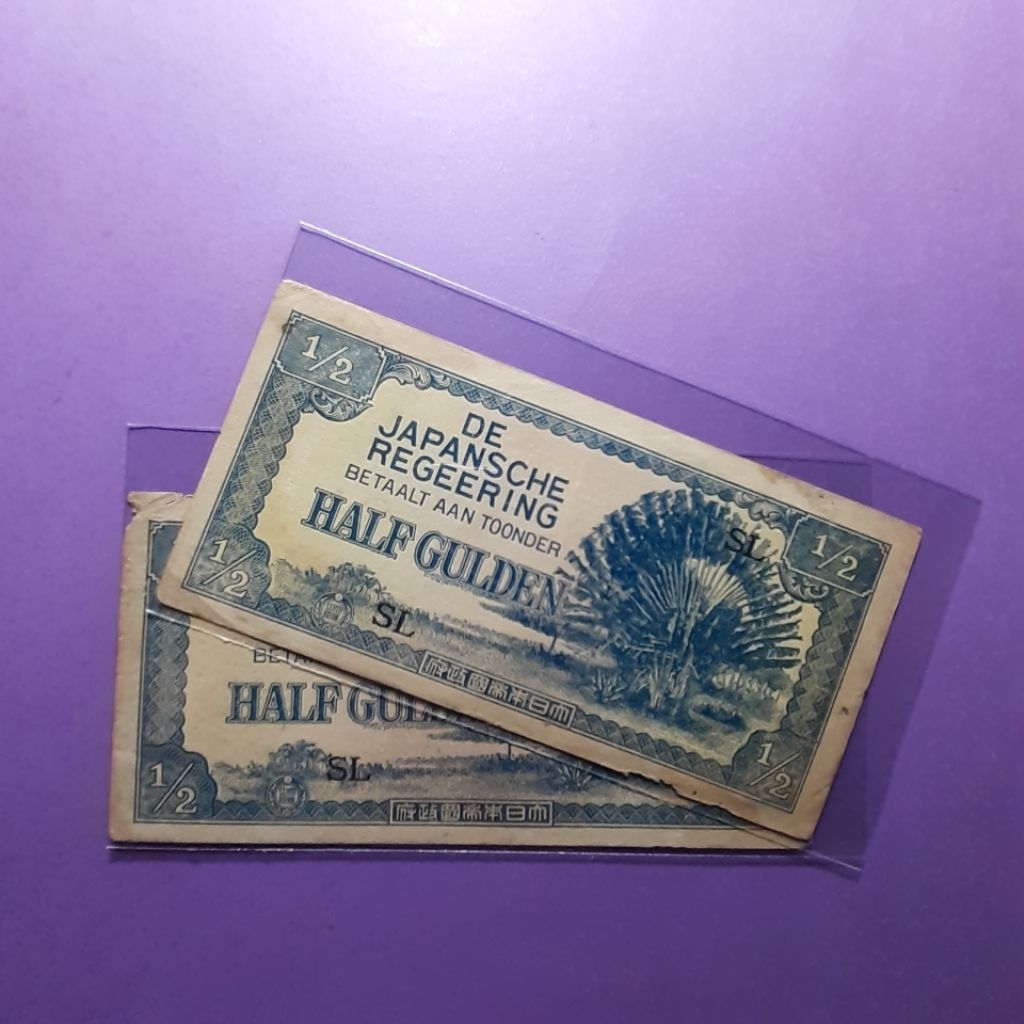 1/2
DE
JAPANSCHE
REGEERING
BETAALT AAN TOONDER
HALF GULDEN
SL
1/2
1/2
SL
府政國帝本日大
1/2
BETA
HALF GUL
SL
1/2
府政國帝本日大